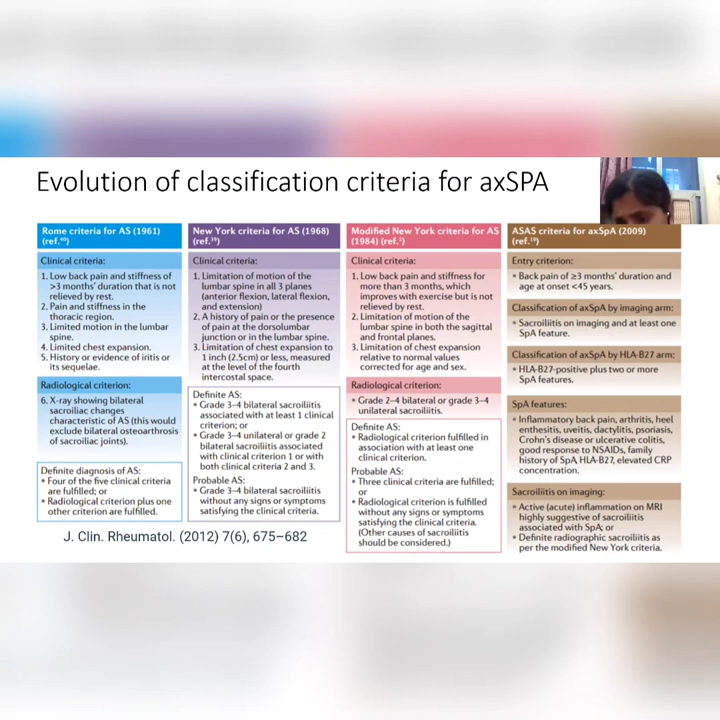 Evolution of classification criteria for axSPA
Rome criteria for AS (1961)
(ref.⁴⁰)
Clinical criteria:
1. Low back pain and stiffness of
>3 months' duration that is not
relieved by rest.
2. Pain and stiffness in the
thoracic region.
3. Limited motion in the lumbar
spine.
4. Limited chest expansion.
5. History or evidence of iritis or
its sequelae.
Radiological criterion:
6. X-ray showing bilateral
sacroiliac changes
characteristic of AS (this would
exclude bilateral osteoarthrosis
of sacroiliac joints).
Definite diagnosis of AS:
• Four of the five clinical criteria
are fulfilled; or
• Radiological criterion plus one
other criterion are fulfilled.
New York criteria for AS (1968)
(ref.³⁹)
Clinical criteria:
1. Limitation of motion of the
lumbar spine in all 3 planes
(anterior flexion, lateral flexion,
and extension)
2. A history of pain or the presence
of pain at the dorsolumbar
junction or in the lumbar spine.
3. Limitation of chest expansion to
1 inch (2.5cm) or less, measured
at the level of the fourth
intercostal space.
Definite AS:
• Grade 3–4 bilateral sacroiliitis
associated with at least 1 clinical
criterion; or
• Grade 3–4 unilateral or grade 2
bilateral sacroiliitis associated
with clinical criterion 1 or with
both clinical criteria 2 and 3.
Probable AS:
• Grade 3–4 bilateral sacroiliitis
without any signs or symptoms
satisfying the clinical criteria.
Modified New York criteria for AS
(1984) (ref.¹)
Clinical criteria:
1. Low back pain and stiffness for
more than 3 months, which
improves with exercise but is not
relieved by rest.
2. Limitation of motion of the
lumbar spine in both the sagittal
and frontal planes.
3. Limitation of chest expansion
relative to normal values
corrected for age and sex.
Radiological criterion:
• Grade 2–4 bilateral or grade 3–4
unilateral sacroiliitis.
Definite AS:
• Radiological criterion fulfilled in
association with at least one
clinical criterion.
Probable AS:
• Three clinical criteria are fulfilled;
or
• Radiological criterion is fulfilled
without any signs or symptoms
satisfying the clinical criteria.
(Other causes of sacroiliitis
should be considered.)
ASAS criteria for axSpA (2009)
(ref.¹⁹)
Entry criterion:
• Back pain of ≥3 months' duration and
age at onset <45 years.
Classification of axSpA by imaging arm:
• Sacroiliitis on imaging and at least one
SpA feature.
Classification of axSpA by HLA-B27 arm:
• HLA-B27-positive plus two or more
SpA features.
SpA features:
• Inflammatory back pain, arthritis, heel
enthesitis, uveitis, dactylitis, psoriasis,
Crohn's disease or ulcerative colitis,
good response to NSAIDs, family
history of SpA, HLA-B27, elevated CRP
concentration.
Sacroiliitis on imaging:
• Active (acute) inflammation on MRI
highly suggestive of sacroiliitis
associated with SpA; or
• Definite radiographic sacroiliitis as
per the modified New York criteria.
J. Clin. Rheumatol. (2012) 7(6), 675–682